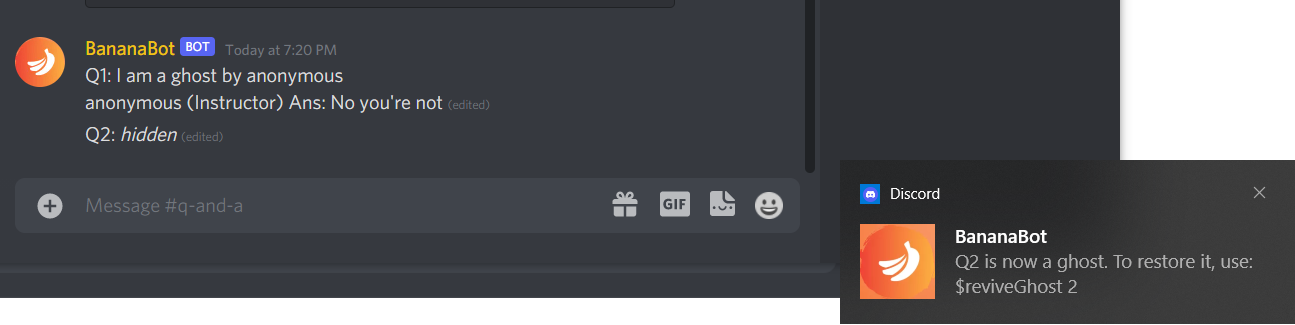 BananaBot BOT Today at 7:20 PM
Q1: I am a ghost by anonymous
anonymous (Instructor) Ans: No you're not (edited)
Q2: hidden (edited)
Message #q-and-a
GIF
Discord
BananaBot
Q2 is now a ghost. To restore it, use:
$reviveGhost 2